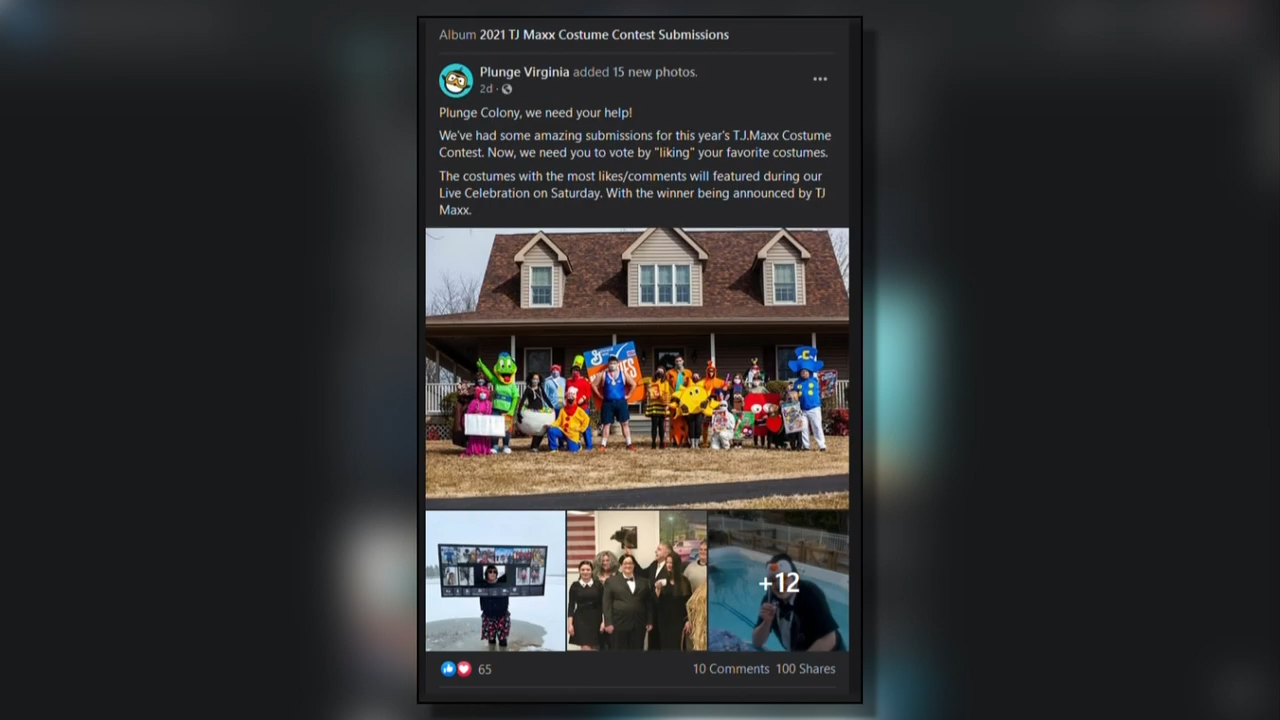 Album 2021 TJ Maxx Costume Contest Submissions
Plunge Virginia added 15 new photos.
2d ·
Plunge Colony, we need your help!
We've had some amazing submissions for this year's T.J.Maxx Costume
Contest. Now, we need you to vote by "liking" your favorite costumes.
The costumes with the most likes/comments will featured during our
Live Celebration on Saturday. With the winner being announced by TJ
Maxx.
+12
65
10 Comments 100 Shares